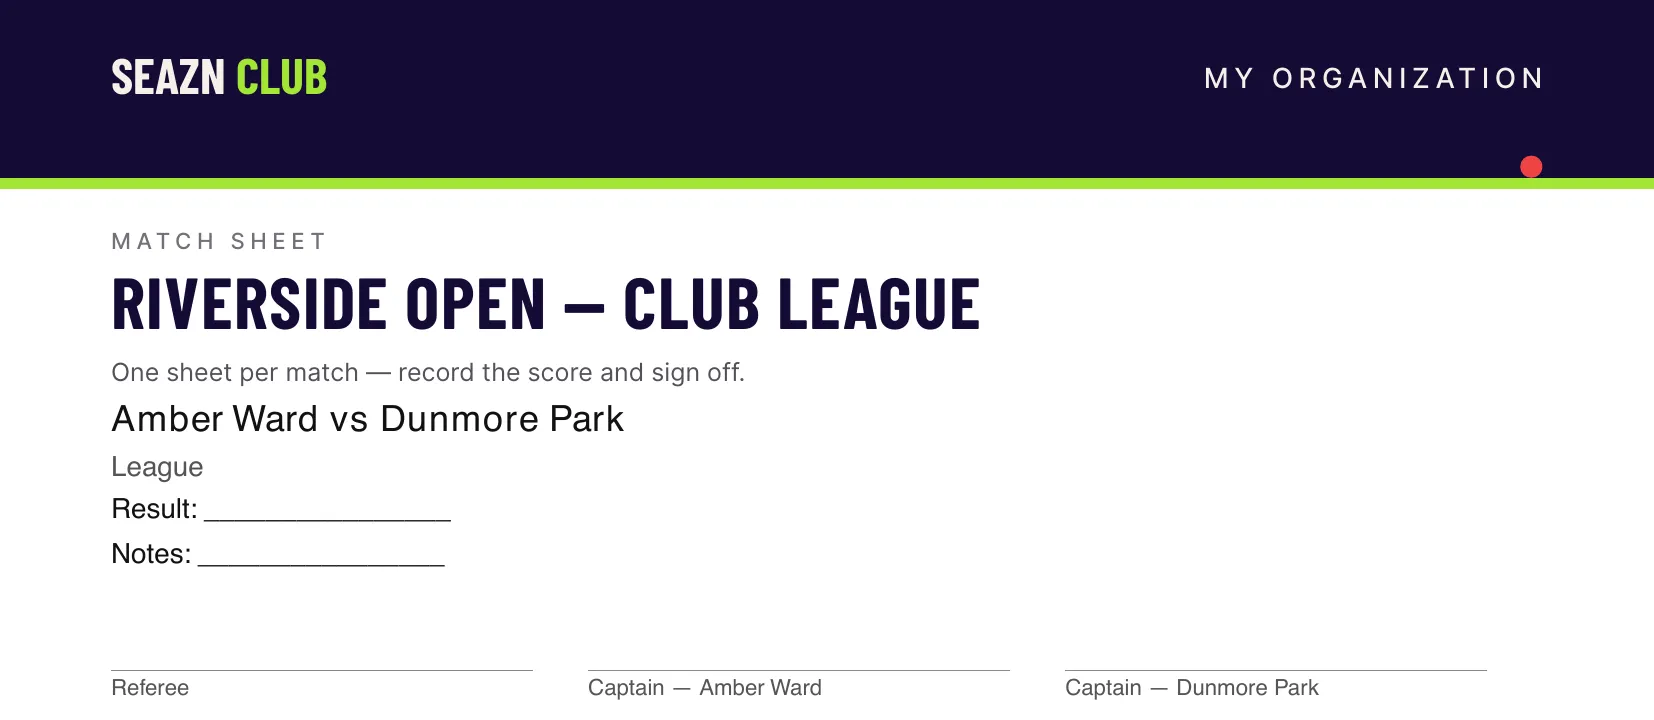 SEAZN CLUB
MY ORGANIZATION
MATCH SHEET
RIVERSIDE OPEN — CLUB LEAGUE
One sheet per match — record the score and sign off.
Amber Ward vs Dunmore Park
League
Result: ________________
Notes: ________________
Referee
Captain — Amber Ward
Captain — Dunmore Park